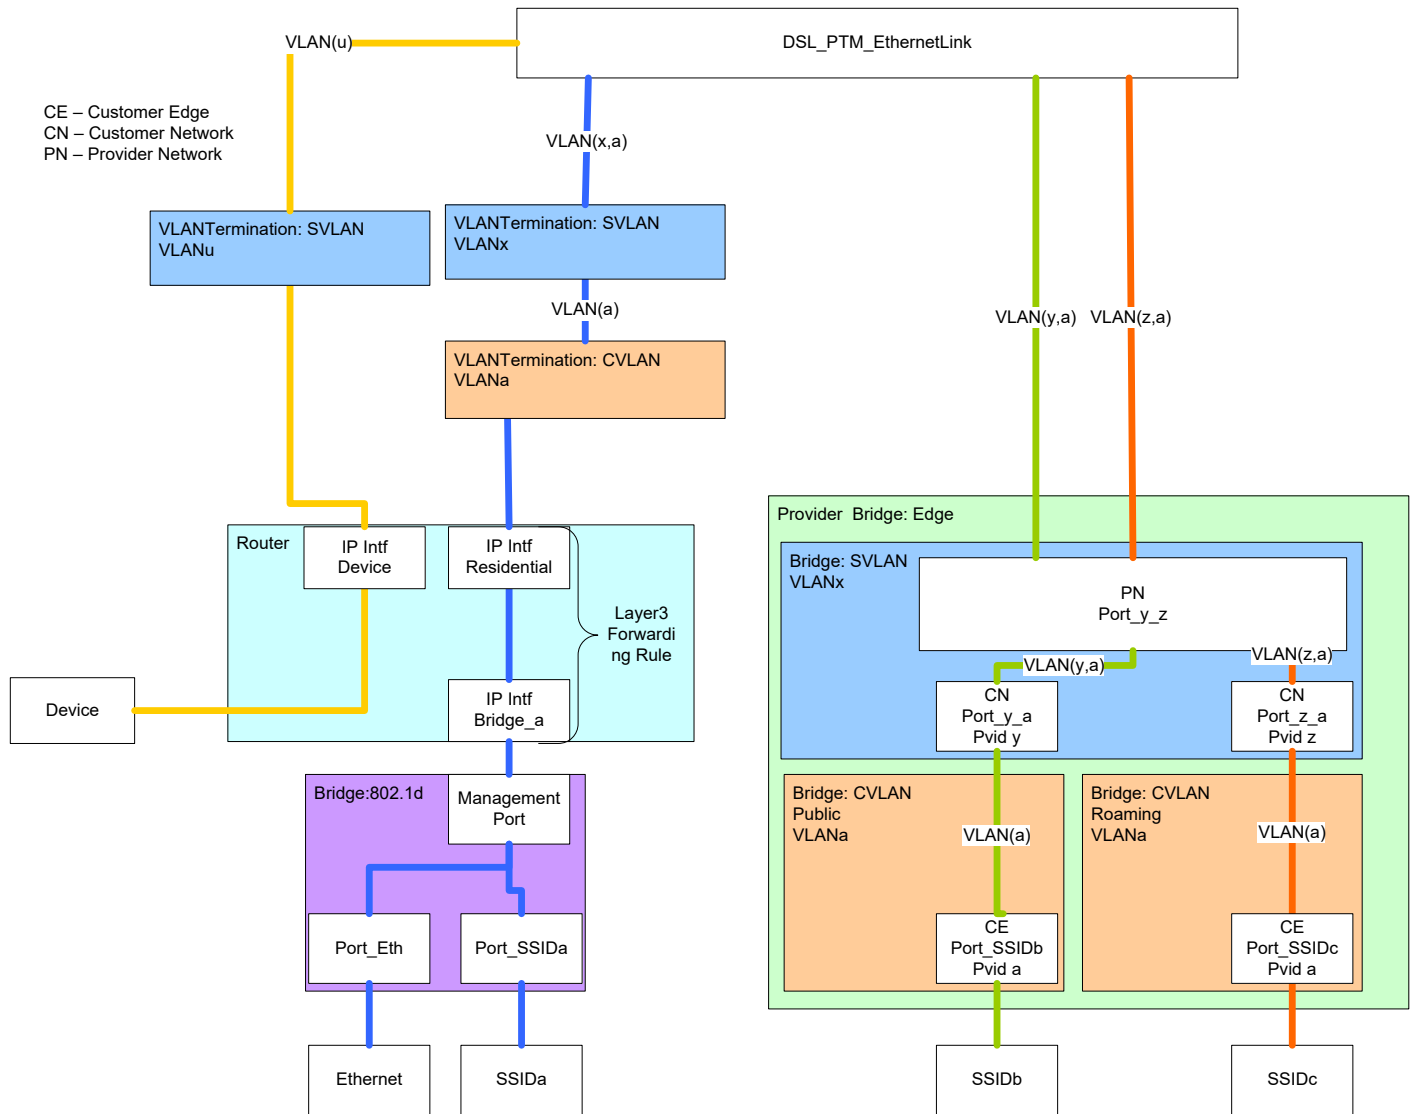 DSL_PTM_EthernetLink
VLAN(u)
CE – Customer Edge
CN – Customer Network
PN – Provider Network
VLAN(x,a)
VLANTermination: SVLAN
VLANu
VLANTermination: SVLAN
VLANx
VLAN(a)
VLAN(y,a)
VLAN(z,a)
VLANTermination: CVLAN
VLANa
Provider Bridge: Edge
Router
IP Intf
Device
IP Intf
Residential
Bridge: SVLAN
VLANx
PN
Port_y_z
Layer3
Forwardi
ng Rule
VLAN(y,a)
VLAN(z,a)
Device
IP Intf
Bridge_a
CN
Port_y_a
Pvid y
CN
Port_z_a
Pvid z
Bridge:802.1d
Management
Port
Bridge: CVLAN
Public
VLANa
VLAN(a)
Bridge: CVLAN
Roaming
VLANa
VLAN(a)
Port_Eth
Port_SSIDa
CE
Port_SSIDb
Pvid a
CE
Port_SSIDc
Pvid a
Ethernet
SSIDa
SSIDb
SSIDc